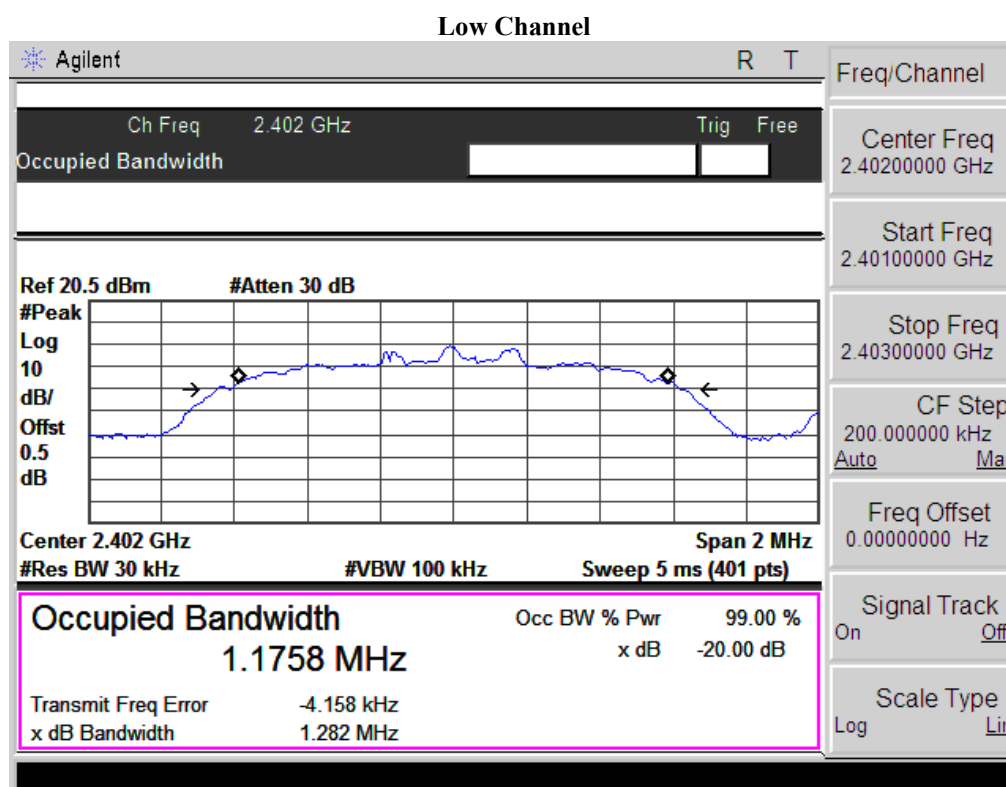 Low Channel
Agilent
R T
Freq/Channel
Ch Freq 2.402 GHz Trig Free
Occupied Bandwidth
Center Freq
2.40200000 GHz
Start Freq
2.40100000 GHz
Stop Freq
2.40300000 GHz
CF Step
200.000000 kHz
Auto Ma
Freq Offset
0.00000000 Hz
Signal Track
On Off
Scale Type
Log Lin
Ref 20.5 dBm #Atten 30 dB
#Peak
Log
10
dB/
Offst
0.5
dB
Center 2.402 GHz Span 2 MHz
#Res BW 30 kHz #VBW 100 kHz Sweep 5 ms (401 pts)
Occupied Bandwidth
1.1758 MHz
Occ BW % Pwr 99.00 %
x dB -20.00 dB
Transmit Freq Error -4.158 kHz
x dB Bandwidth 1.282 MHz